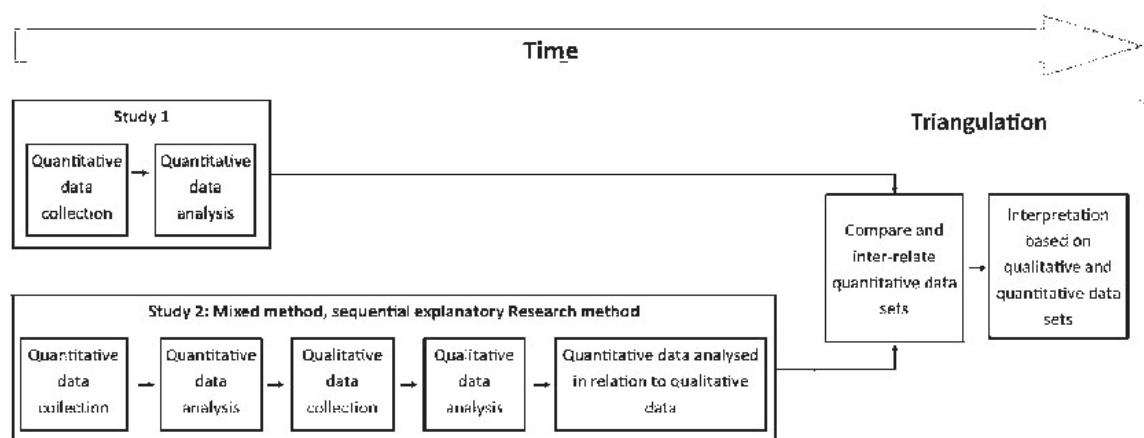 Time
Study 1
Triangulation
Quantitative
data
collection
Quantitative
data
analysis
Compare and
inter-relate
quantitative data
sets
Interpretation
based on
qualitative and
quantitative data
sets
Study 2: Mixed method, sequential explanatory Research method
Quantitative
data
collection
Quantitative
data
analysis
Qualitative
data
collection
Qualitative
data
analysis
Quantitative data analysed
in relation to qualitative
data